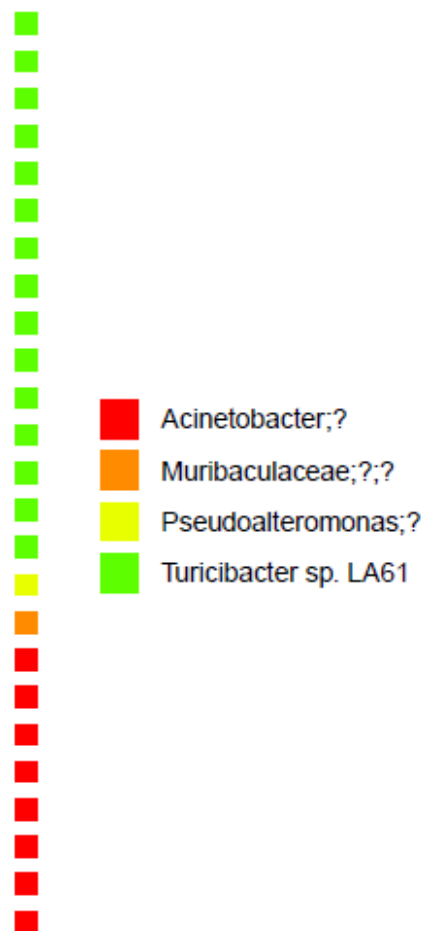 Acinetobacter;?
Muribaculaceae;?;?
Pseudoalteromonas;?
Turicibacter sp. LA61